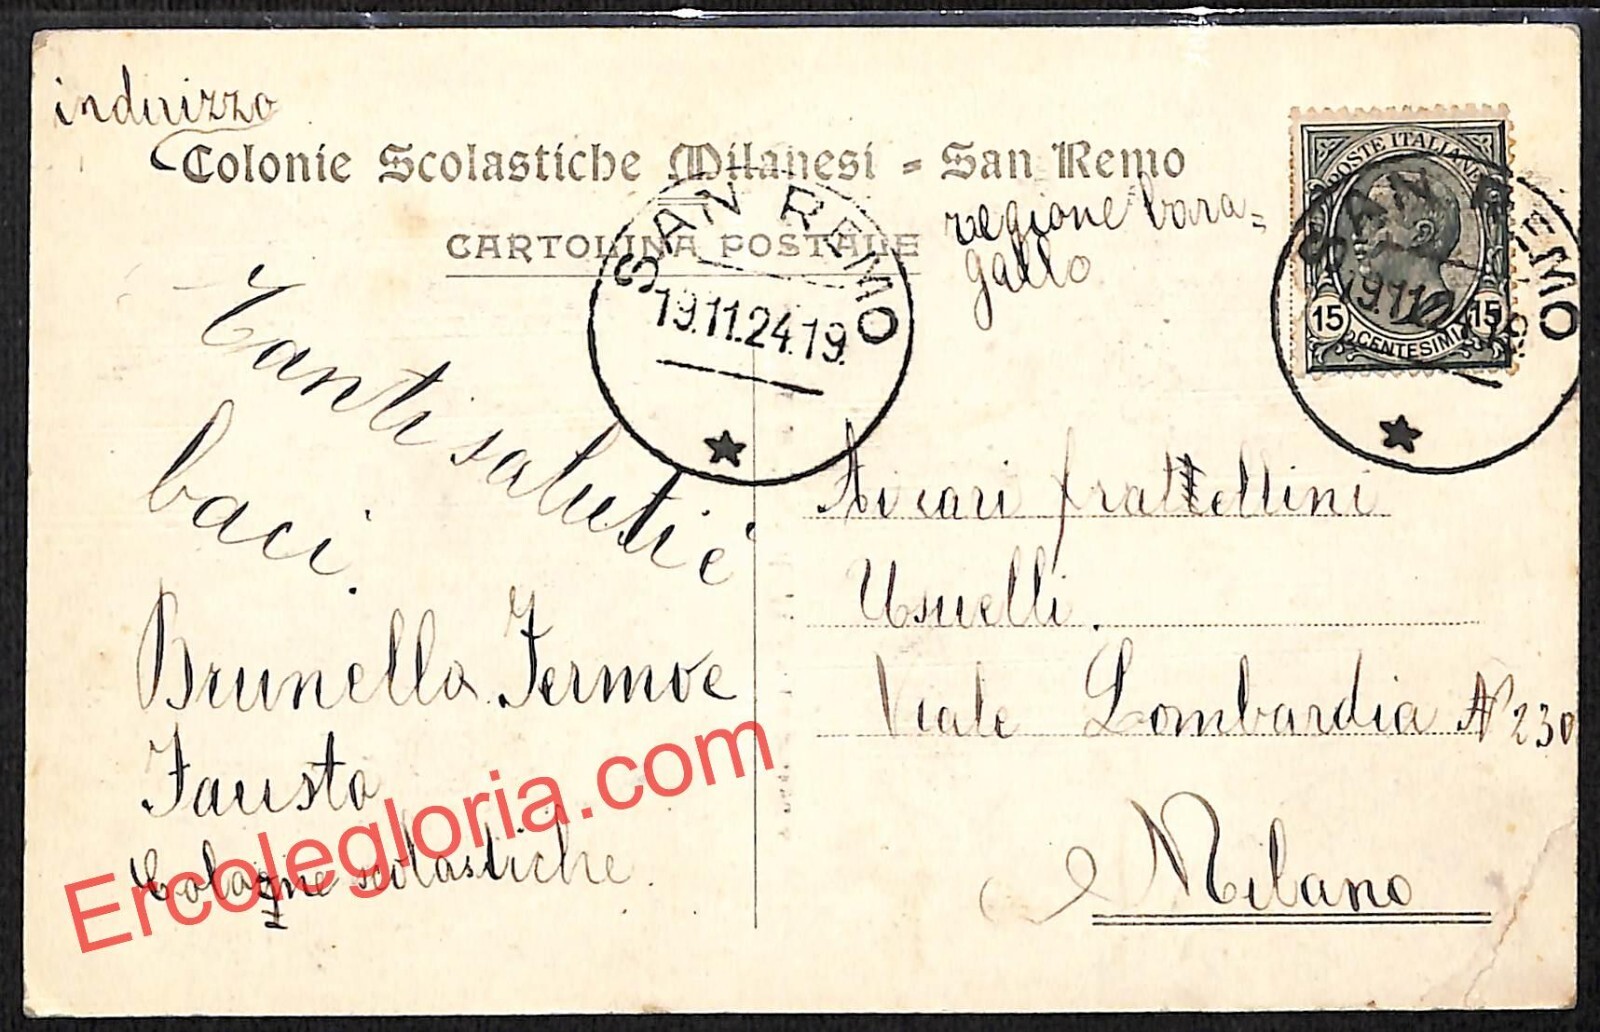 indirizzo
Colonie Scolastiche Milanesi - San Remo
CARTOLINA POSTALE
regione bara=
gallo
POSTE ITALIANE
15 CENTESIMI 15
SAN REMO
19.11.24.19.
SAN REMO
Tanti saluti e
baci.
Brunella Fermo e
Fausto
scolastiche.
Ai cari fratellini
Usuelli.
Viale Lombardia N° 230
Milano
Ercolegloria.com